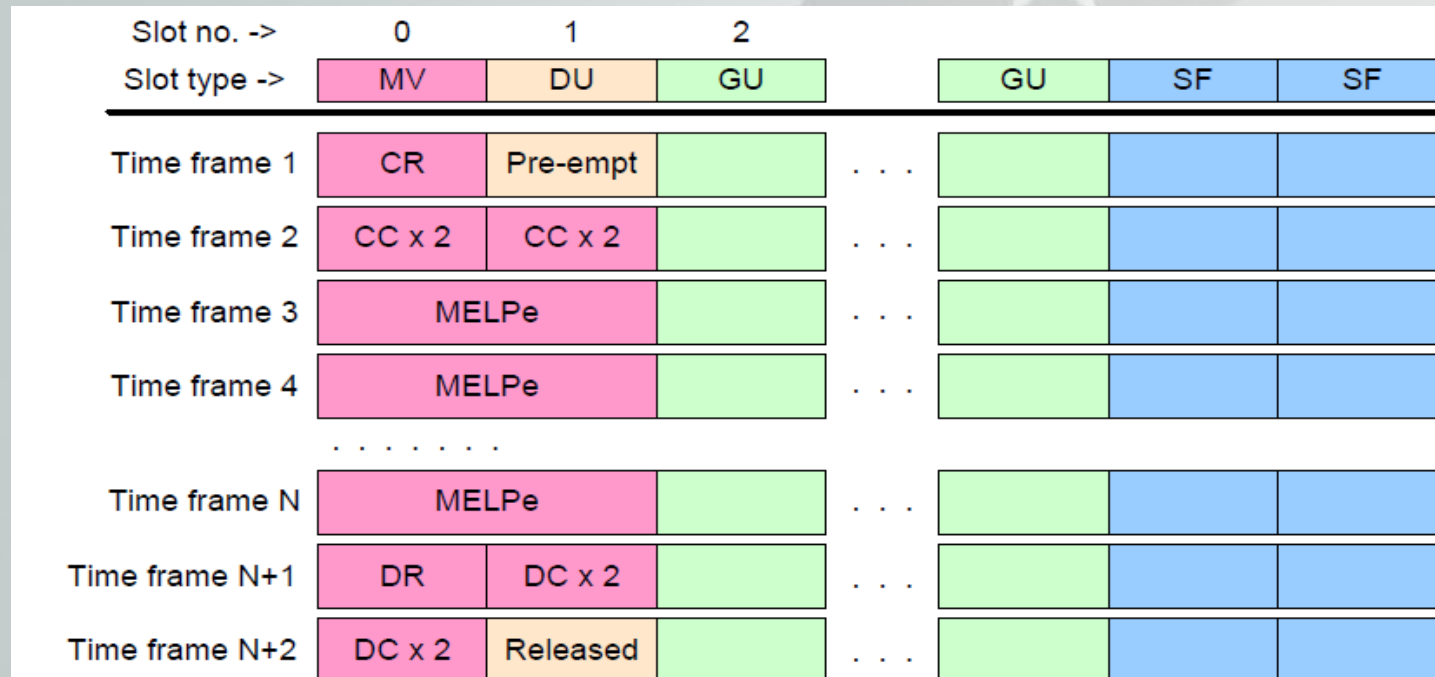 Slot no. -> 0 1 2
Slot type -> MV DU GU GU SF SF
Time frame 1 CR Pre-empt . . .
Time frame 2 CC x 2 CC x 2 . . .
Time frame 3 MELPe . . .
Time frame 4 MELPe . . .
. . . . . . .
Time frame N MELPe . . .
Time frame N+1 DR DC x 2 . . .
Time frame N+2 DC x 2 Released . . .